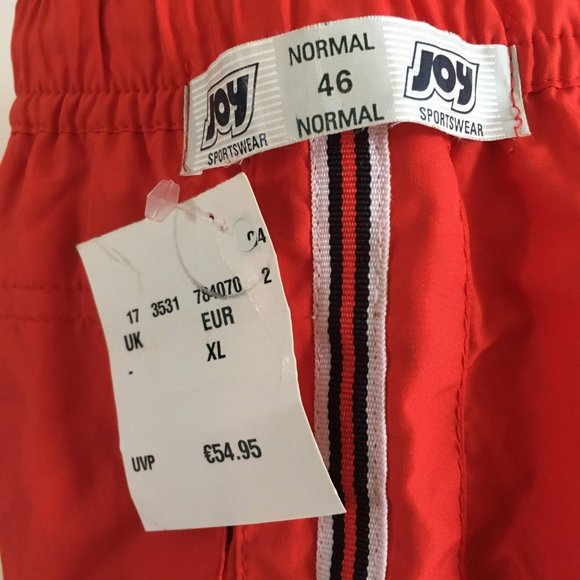 JOY
SPORTSWEAR
NORMAL
46
NORMAL
JOY
SPORTSWEAR
17 3531 784070 2
UK EUR
- XL
UVP €54.95